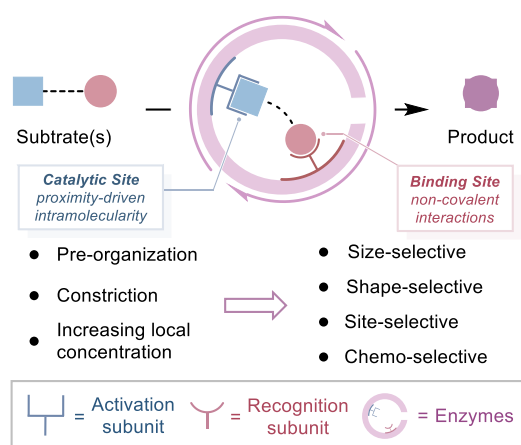 Subtrate(s)
Product
Catalytic Site
proximity-driven
intramolecularity
Binding Site
non-covalent
interactions
● Pre-organization
● Constriction
● Increasing local
concentration
● Size-selective
● Shape-selective
● Site-selective
● Chemo-selective
= Activation
subunit
= Recognition
subunit
= Enzymes